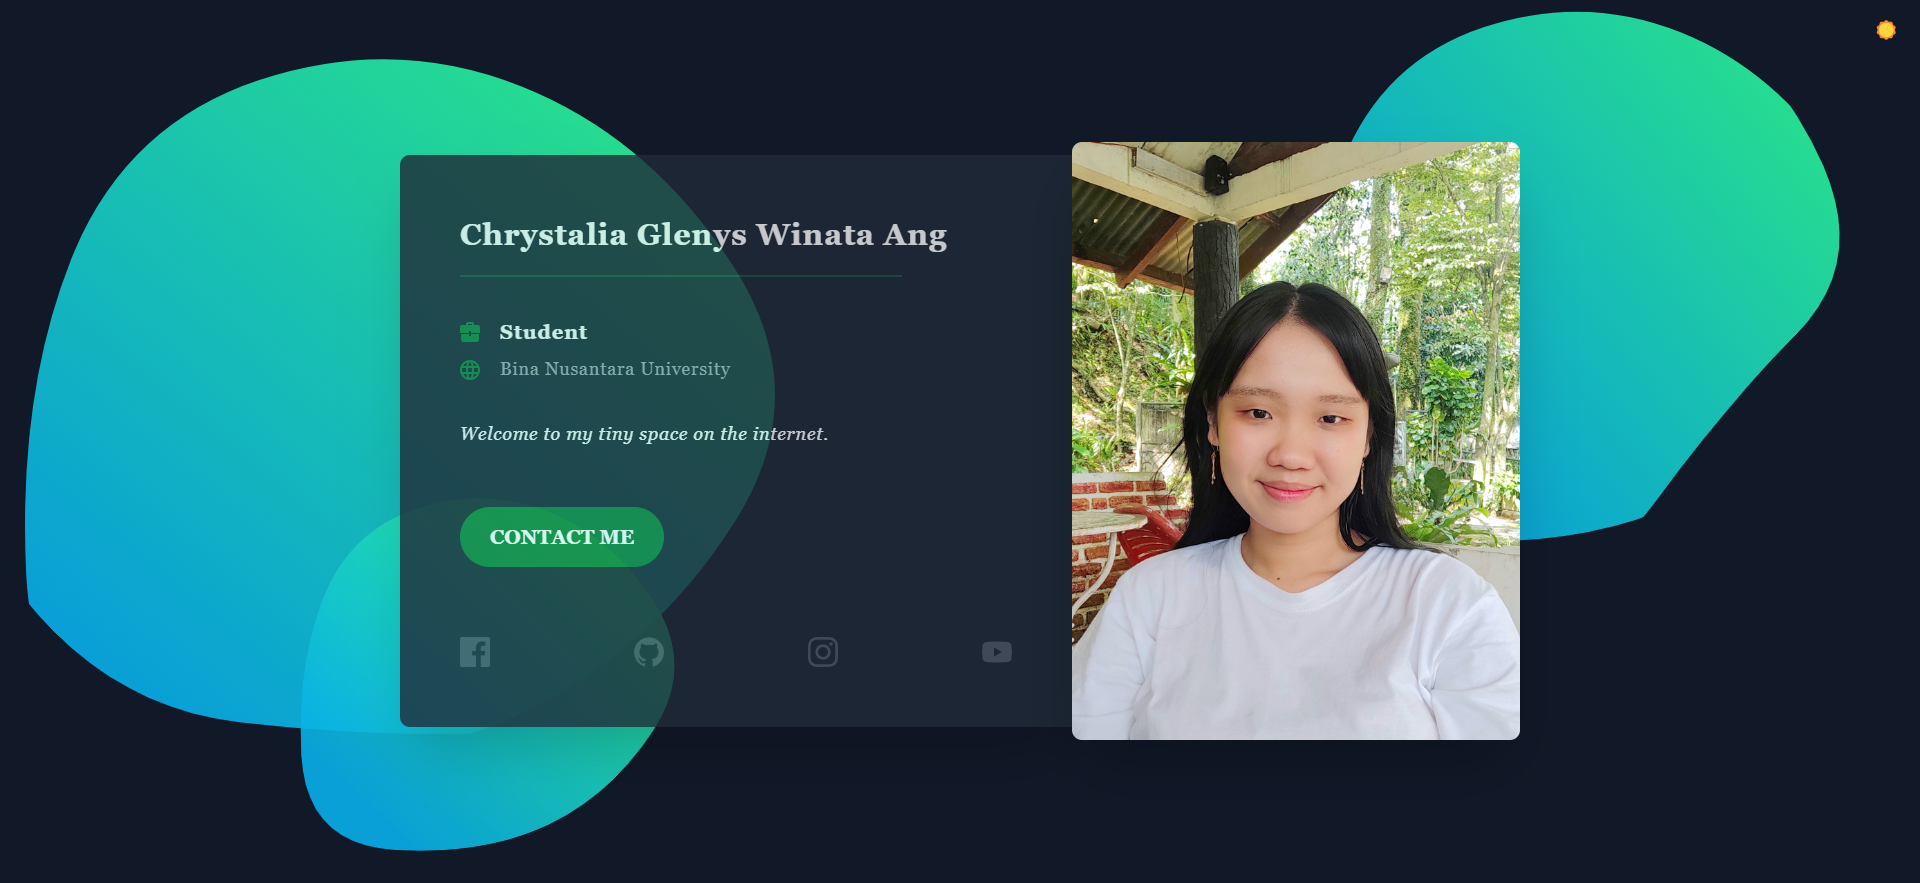 Chrystalia Glenys Winata Ang
Student
Bina Nusantara University
Welcome to my tiny space on the internet.
CONTACT ME